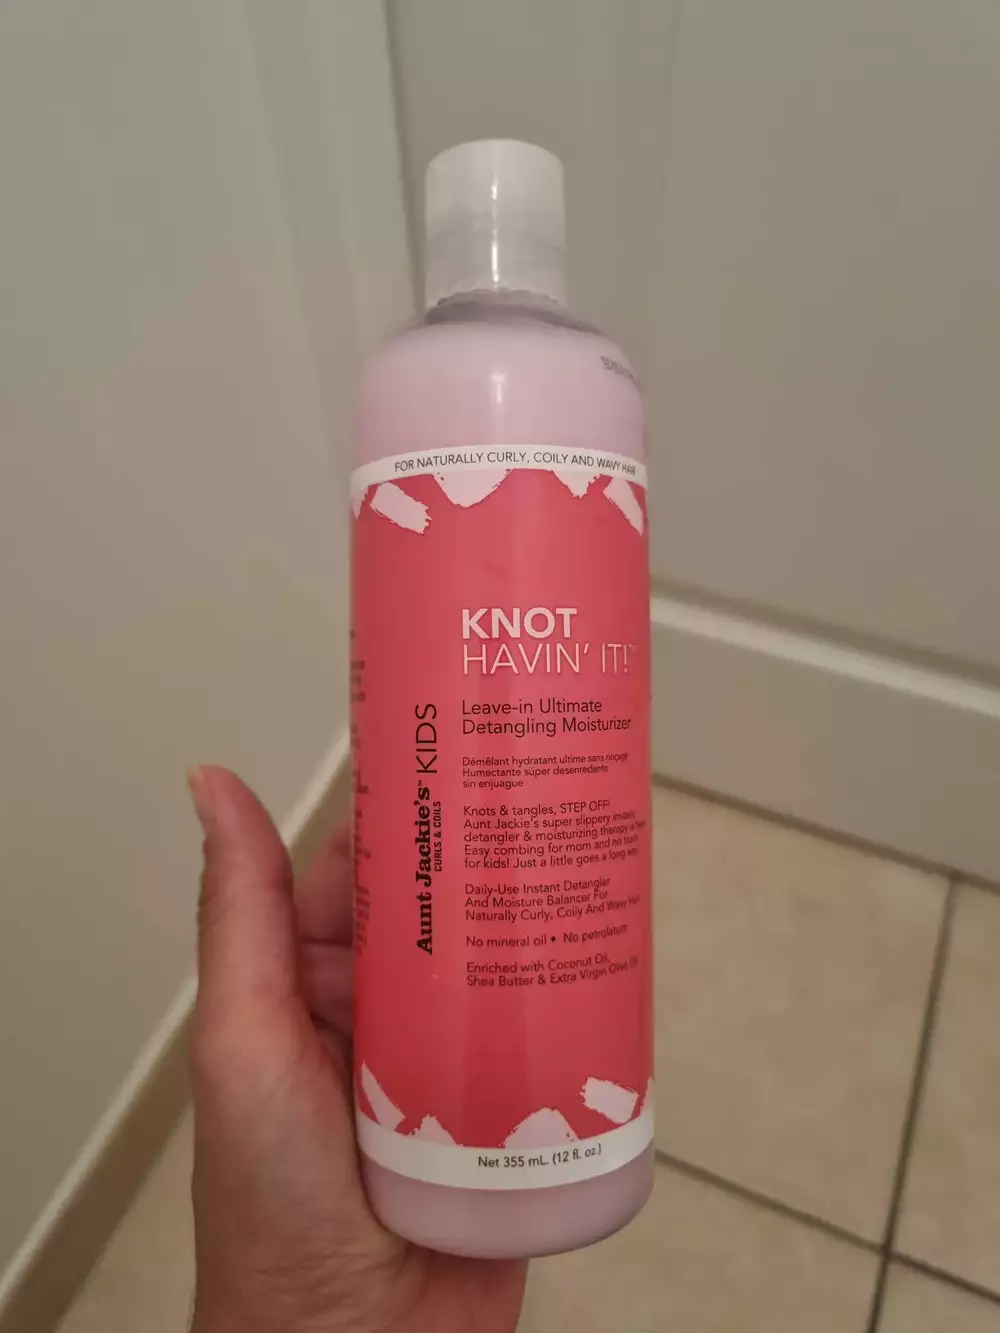 FOR NATURALLY CURLY, COILY AND WAVY HAIR
KNOT
HAVIN' IT!™
Leave-in Ultimate
Detangling Moisturizer
Démêlant hydratant ultime sans rinçage
Humectante súper desenredante
sin enjuague
Aunt Jackie's™ KIDS
CURLS & COILS
Knots & tangles, STEP OFF!
Aunt Jackie's super slippery instant
detangler & moisturizing therapy is
Easy combing for mom and no
for kids! Just a little goes a long way.
Daily-Use Instant Detangler
And Moisture Balancer For
Naturally Curly, Coily And Wavy Hair
No mineral oil • No petrolatum
Enriched with Coconut Oil,
Shea Butter & Extra Virgin Olive Oil
Net 355 mL. (12 fl. oz.)